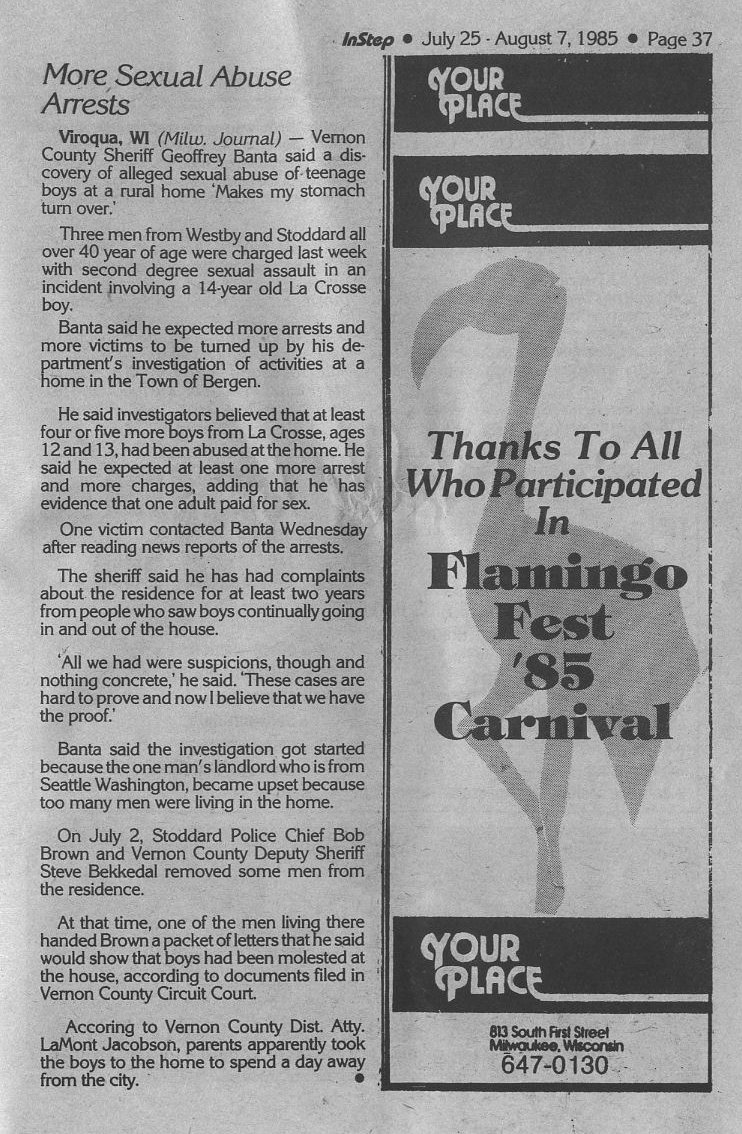 InStep • July 25 - August 7, 1985 • Page 37
More Sexual Abuse
Arrests
Viroqua, WI (Milw. Journal) — Vernon
County Sheriff Geoffrey Banta said a dis-
covery of alleged sexual abuse of teenage
boys at a rural home 'Makes my stomach
turn over.'
Three men from Westby and Stoddard all
over 40 year of age were charged last week
with second degree sexual assault in an
incident involving a 14-year old La Crosse
boy.
Banta said he expected more arrests and
more victims to be turned up by his de-
partment's investigation of activities at a
home in the Town of Bergen.
He said investigators believed that at least
four or five more boys from La Crosse, ages
12 and 13, had been abused at the home. He
said he expected at least one more arrest
and more charges, adding that he has
evidence that one adult paid for sex.
One victim contacted Banta Wednesday
after reading news reports of the arrests.
The sheriff said he has had complaints
about the residence for at least two years
from people who saw boys continually going
in and out of the house.
'All we had were suspicions, though and
nothing concrete,' he said. 'These cases are
hard to prove and now I believe that we have
the proof.'
Banta said the investigation got started
because the one man's landlord who is from
Seattle Washington, became upset because
too many men were living in the home.
On July 2, Stoddard Police Chief Bob
Brown and Vernon County Deputy Sheriff
Steve Bekkedal removed some men from
the residence.
At that time, one of the men living there
handed Brown a packet of letters that he said
would show that boys had been molested at
the house, according to documents filed in
Vernon County Circuit Court.
Accoring to Vernon County Dist. Atty.
LaMont Jacobson, parents apparently took
the boys to the home to spend a day away
from the city. •
YOUR
PLACE
YOUR
PLACE
Thanks To All
Who Participated
In
Flamingo
Fest
'85
Carnival
YOUR
PLACE
813 South First Street
Milwaukee, Wisconsin
647-0130